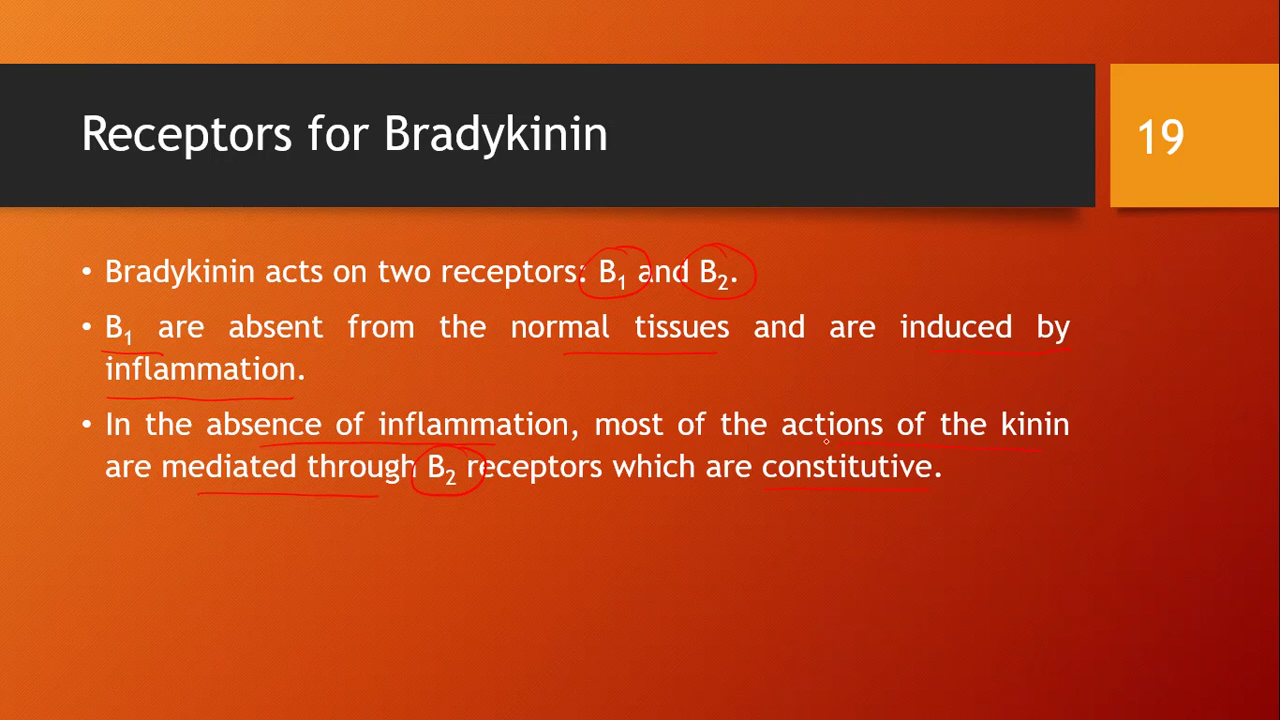 Receptors for Bradykinin
19
• Bradykinin acts on two receptors: B₁ and B₂.
• B₁ are absent from the normal tissues and are induced by
inflammation.
• In the absence of inflammation, most of the actions of the kinin
are mediated through B₂ receptors which are constitutive.